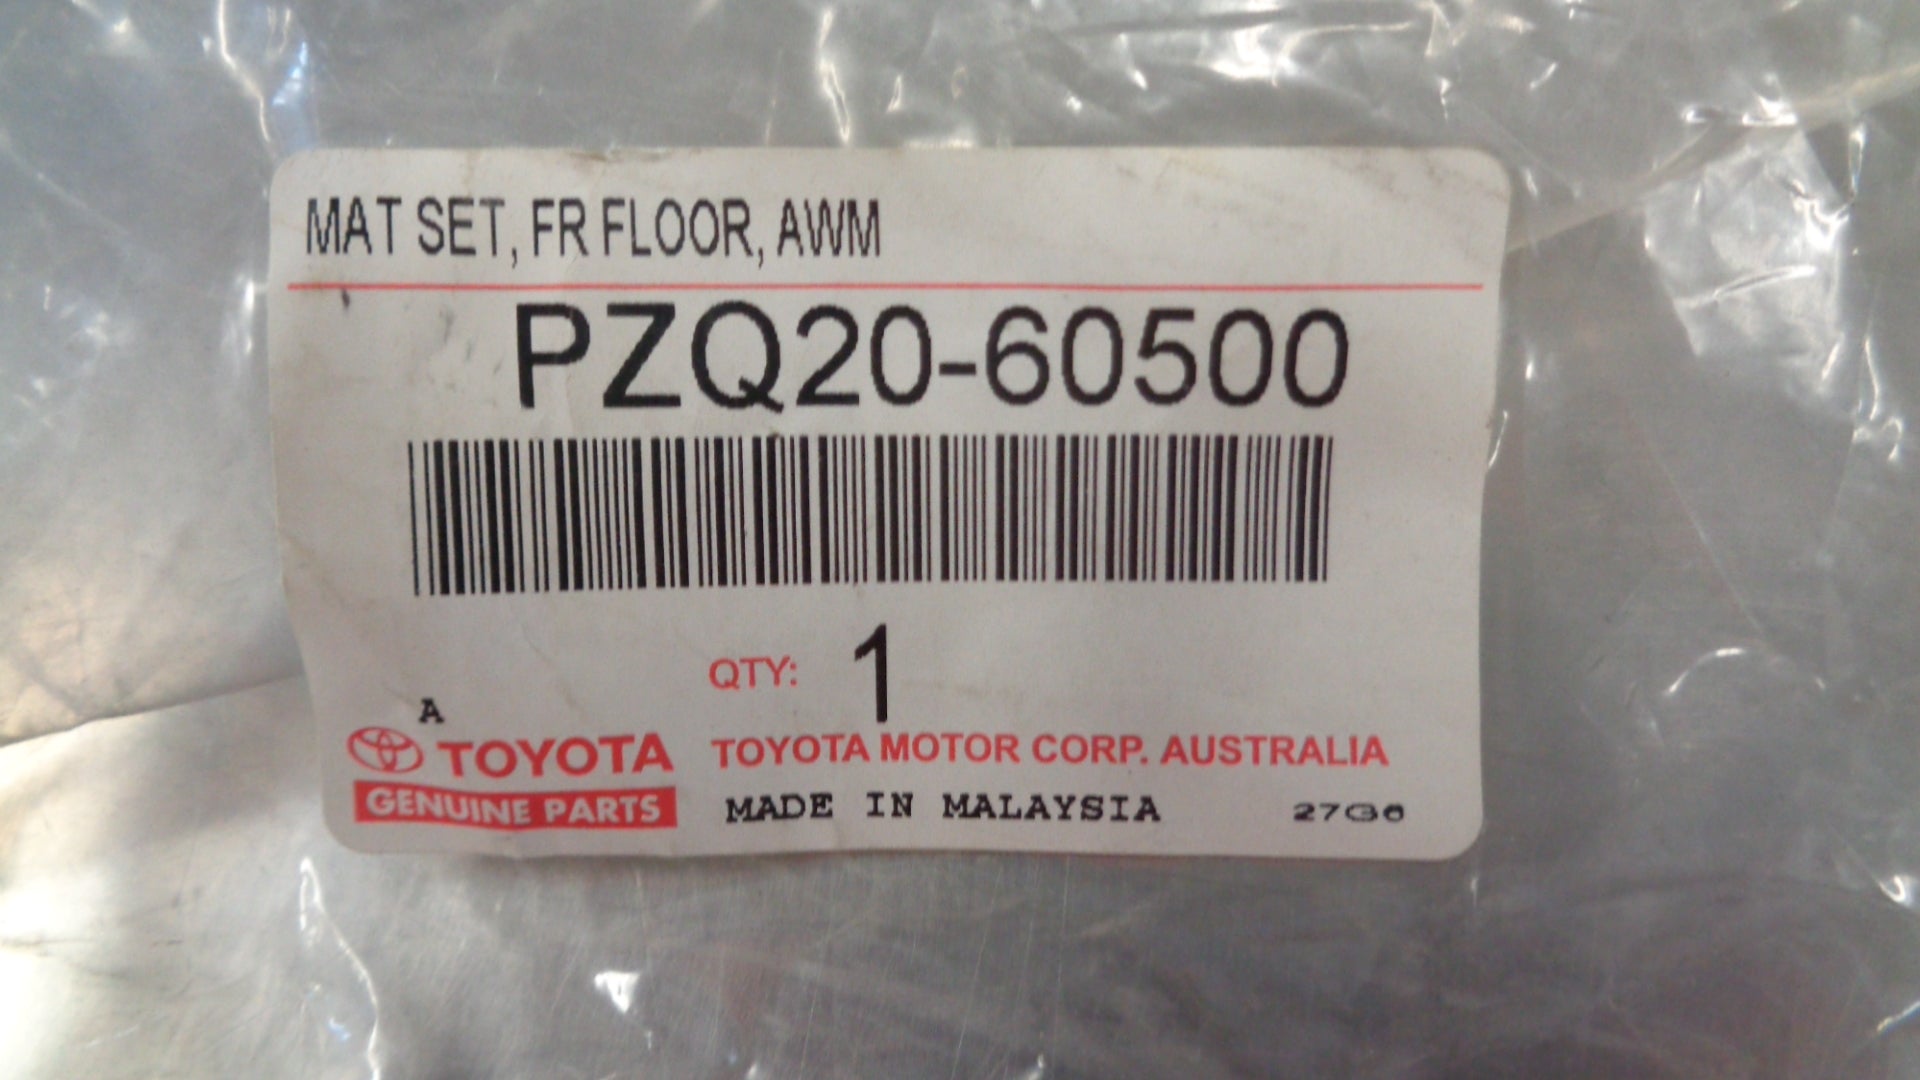 MAT SET, FR FLOOR, AWM
PZQ20-60500
QTY: 1
A
TOYOTA
GENUINE PARTS
TOYOTA MOTOR CORP. AUSTRALIA
MADE IN MALAYSIA
27G6